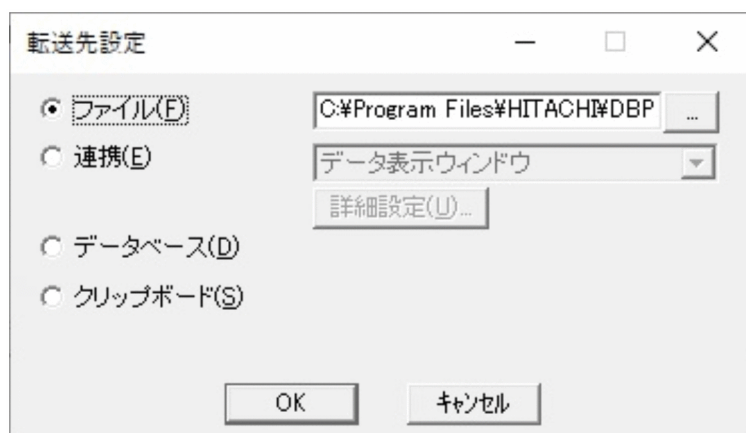 転送先設定
ファイル(F) C:¥Program Files¥HITACHI¥DBP ...
連携(E) データ表示ウィンドウ
詳細設定(U)...
データベース(D)
クリップボード(S)
OK キャンセル